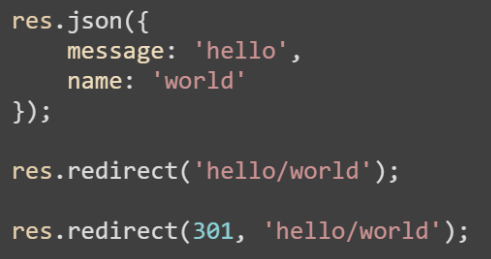 res.json({
    message: 'hello',
    name: 'world'
});
res.redirect('hello/world');
res.redirect(301, 'hello/world');